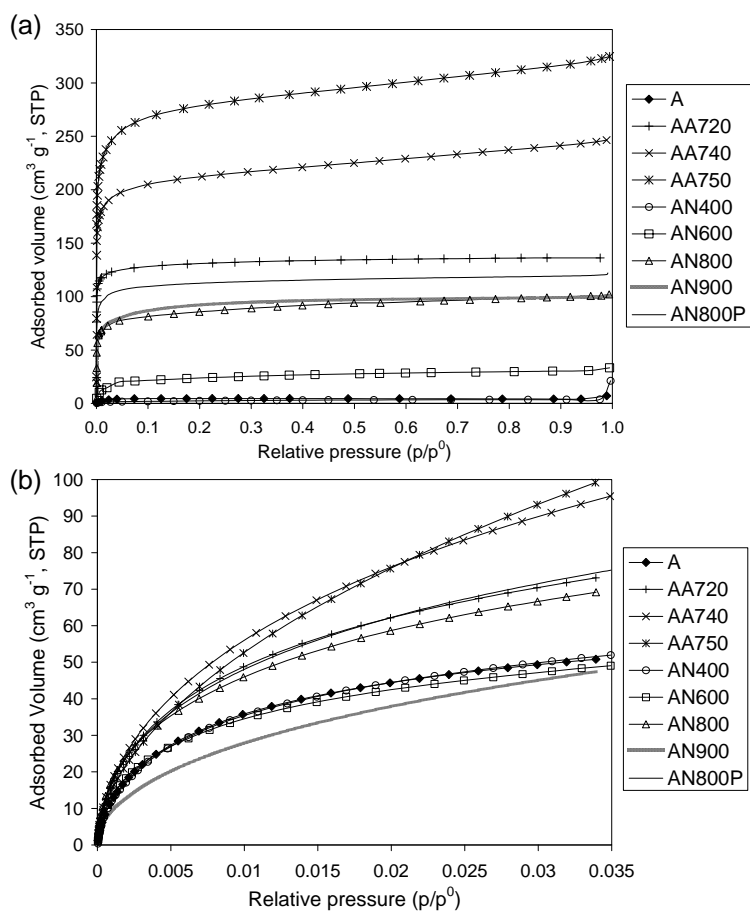 (a)
Adsorbed volume (cm³ g⁻¹, STP)
350
300
250
200
150
100
50
0
0.0 0.1 0.2 0.3 0.4 0.5 0.6 0.7 0.8 0.9 1.0
Relative pressure (p/p⁰)
A
AA720
AA740
AA750
AN400
AN600
AN800
AN900
AN800P
(b)
Adsorbed Volume (cm³ g⁻¹, STP)
100
90
80
70
60
50
40
30
20
10
0
0 0.005 0.01 0.015 0.02 0.025 0.03 0.035
Relative pressure (p/p⁰)
A
AA720
AA740
AA750
AN400
AN600
AN800
AN900
AN800P